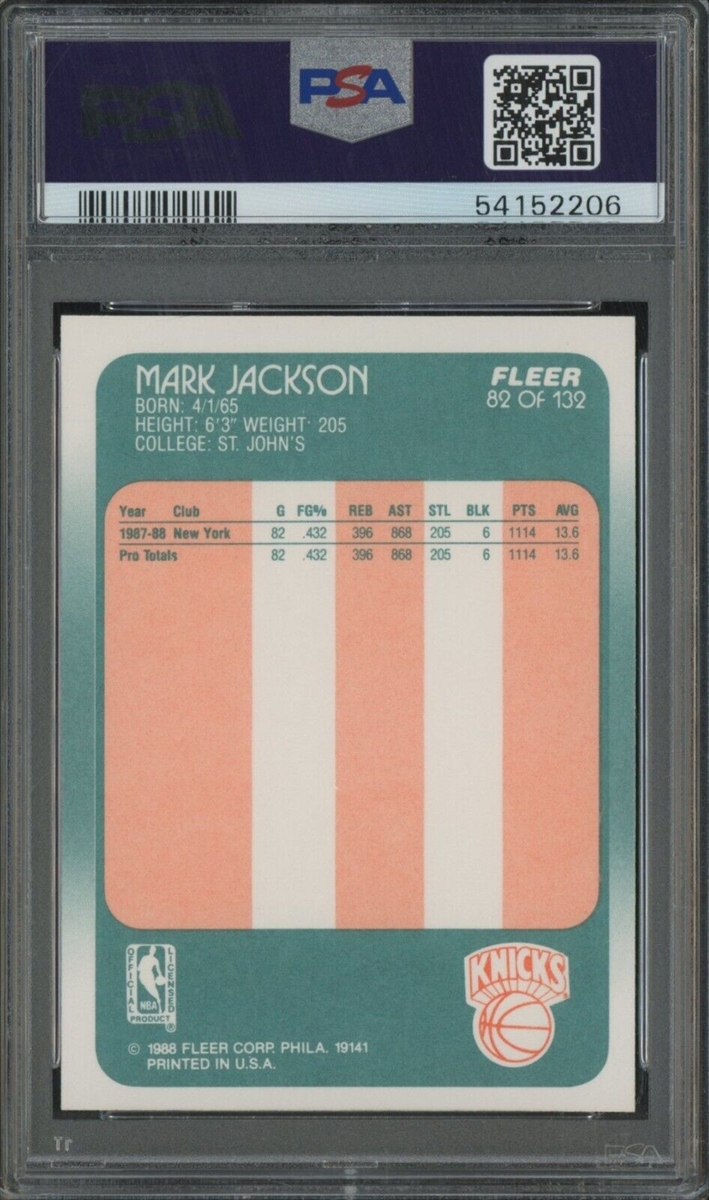 PSA
PSA
54152206
MARK JACKSON
FLEER
BORN: 4/1/65
82 OF 132
HEIGHT: 6'3" WEIGHT 205
COLLEGE: ST. JOHN'S
Year Club G FG% REB AST STL BLK PTS AVG
1987-88 New York 82 .432 396 868 205 6 1114 13.6
Pro Totals 82 .432 396 868 205 6 1114 13.6
OFFICIAL
LICENSED
NBA
PRODUCT
®
KNICKS
© 1988 FLEER CORP. PHILA. 19141
PRINTED IN U.S.A.
Tr
PSA